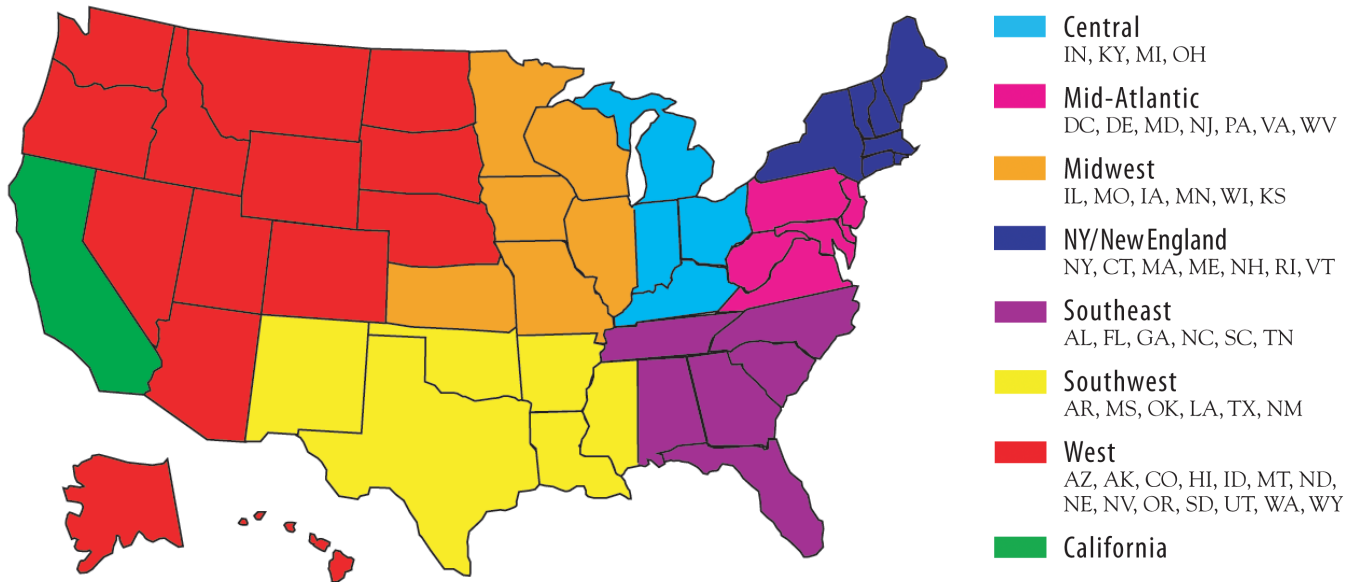 Central
IN, KY, MI, OH
Mid-Atlantic
DC, DE, MD, NJ, PA, VA, WV
Midwest
IL, MO, IA, MN, WI, KS
NY/New England
NY, CT, MA, ME, NH, RI, VT
Southeast
AL, FL, GA, NC, SC, TN
Southwest
AR, MS, OK, LA, TX, NM
West
AZ, AK, CO, HI, ID, MT, ND,
NE, NV, OR, SD, UT, WA, WY
California